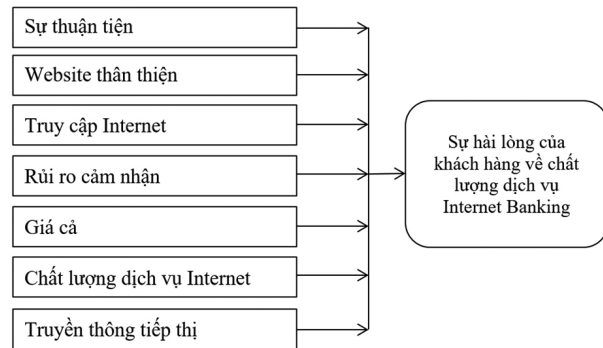 Sự thuận tiện
Website thân thiện
Truy cập Internet
Rủi ro cảm nhận
Giá cả
Chất lượng dịch vụ Internet
Truyền thông tiếp thị
Sự hài lòng của
khách hàng về chất
lượng dịch vụ
Internet Banking